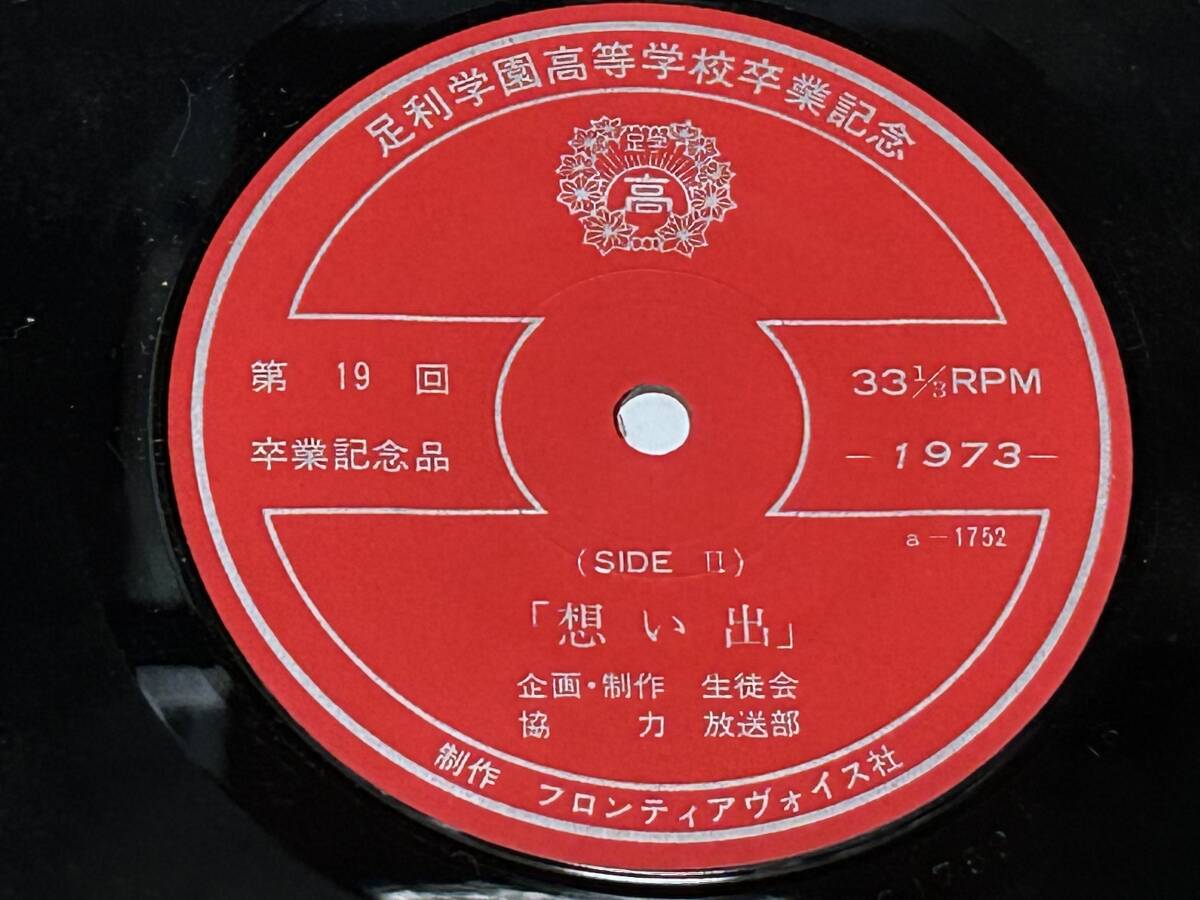 足利学園高等学校卒業記念
足学
高
第 19 回
卒業記念品
33⅓RPM
－1973－
a－1752
(SIDE II)
「想い出」
企画・制作 生徒会
協 力 放送部
制作 フロンティアヴォイス社